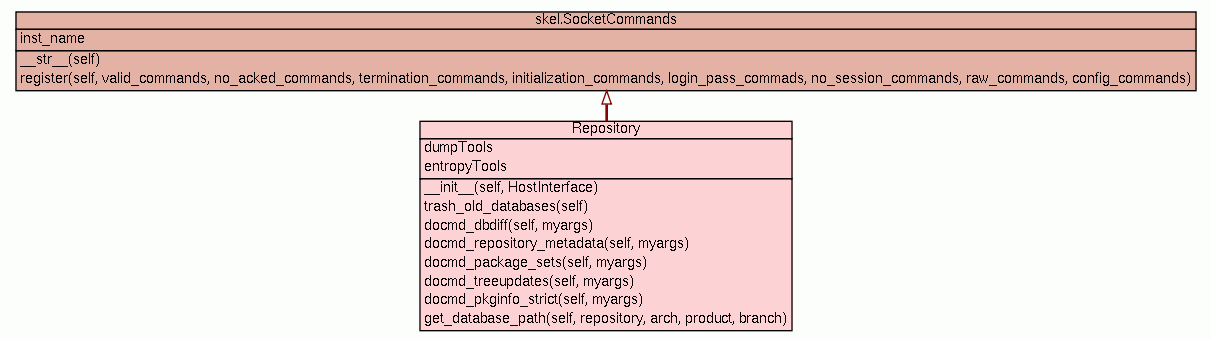 skel.SocketCommands
inst_name
__str__(self)
register(self, valid_commands, no_acked_commands, termination_commands, initialization_commands, login_pass_commads, no_session_commands, raw_commands, config_commands)
Repository
dumpTools
entropyTools
__init__(self, HostInterface)
trash_old_databases(self)
docmd_dbdiff(self, myargs)
docmd_repository_metadata(self, myargs)
docmd_package_sets(self, myargs)
docmd_treeupdates(self, myargs)
docmd_pkginfo_strict(self, myargs)
get_database_path(self, repository, arch, product, branch)